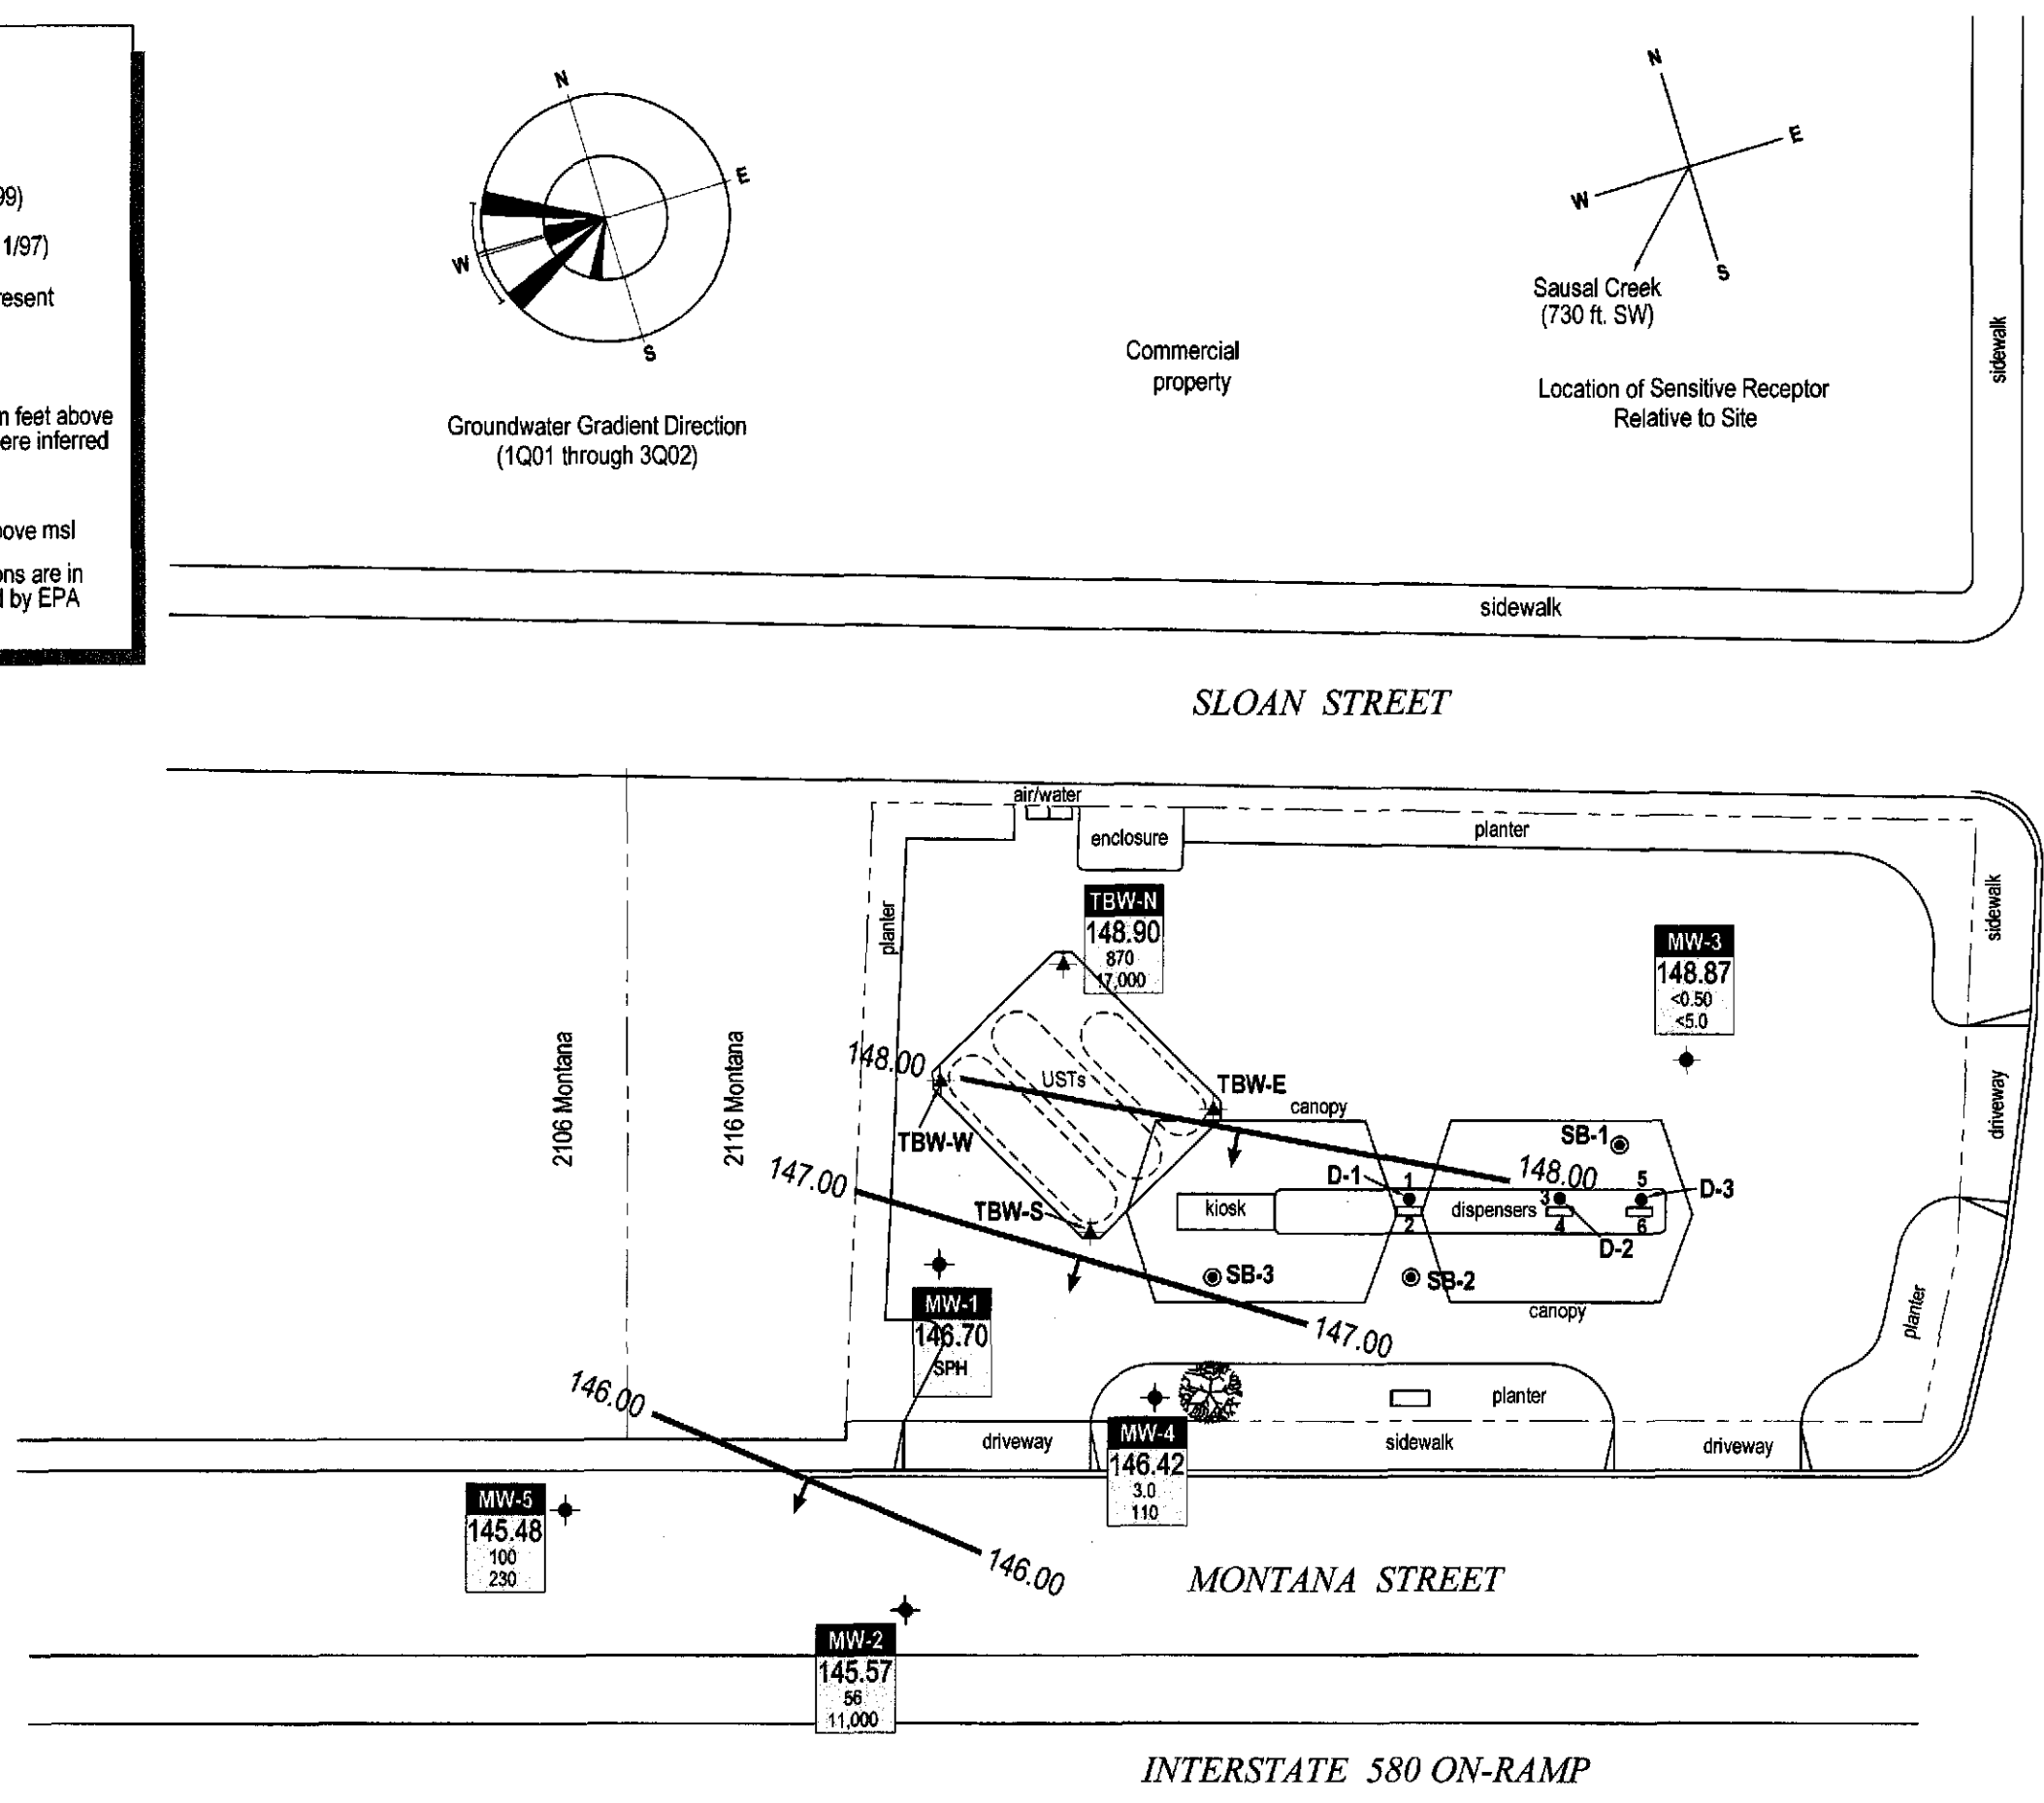 99)
1/97)
resent
n feet above
ere inferred
bove msl
ons are in
l by EPA
N
E
W
S
Groundwater Gradient Direction
(1Q01 through 3Q02)
Commercial
property
N
E
W
S
Sausal Creek
(730 ft. SW)
Location of Sensitive Receptor
Relative to Site
sidewalk
sidewalk
SLOAN STREET
air/water
enclosure
planter
sidewalk
planter
TBW-N
148.90
870
17,000
MW-3
148.87
<0.50
<5.0
2106 Montana
2116 Montana
148.00
USTs
TBW-E
canopy
driveway
TBW-W
SB-1
147.00
148.00
D-1
1
3
5
D-3
TBW-S
kiosk
dispensers
2
4
6
D-2
SB-3
SB-2
canopy
planter
MW-1
146.70
SPH
147.00
146.00
planter
driveway
MW-4
146.42
3.0
110
sidewalk
driveway
MW-5
145.48
100
230
146.00
MONTANA STREET
MW-2
145.57
56
11,000
INTERSTATE 580 ON-RAMP